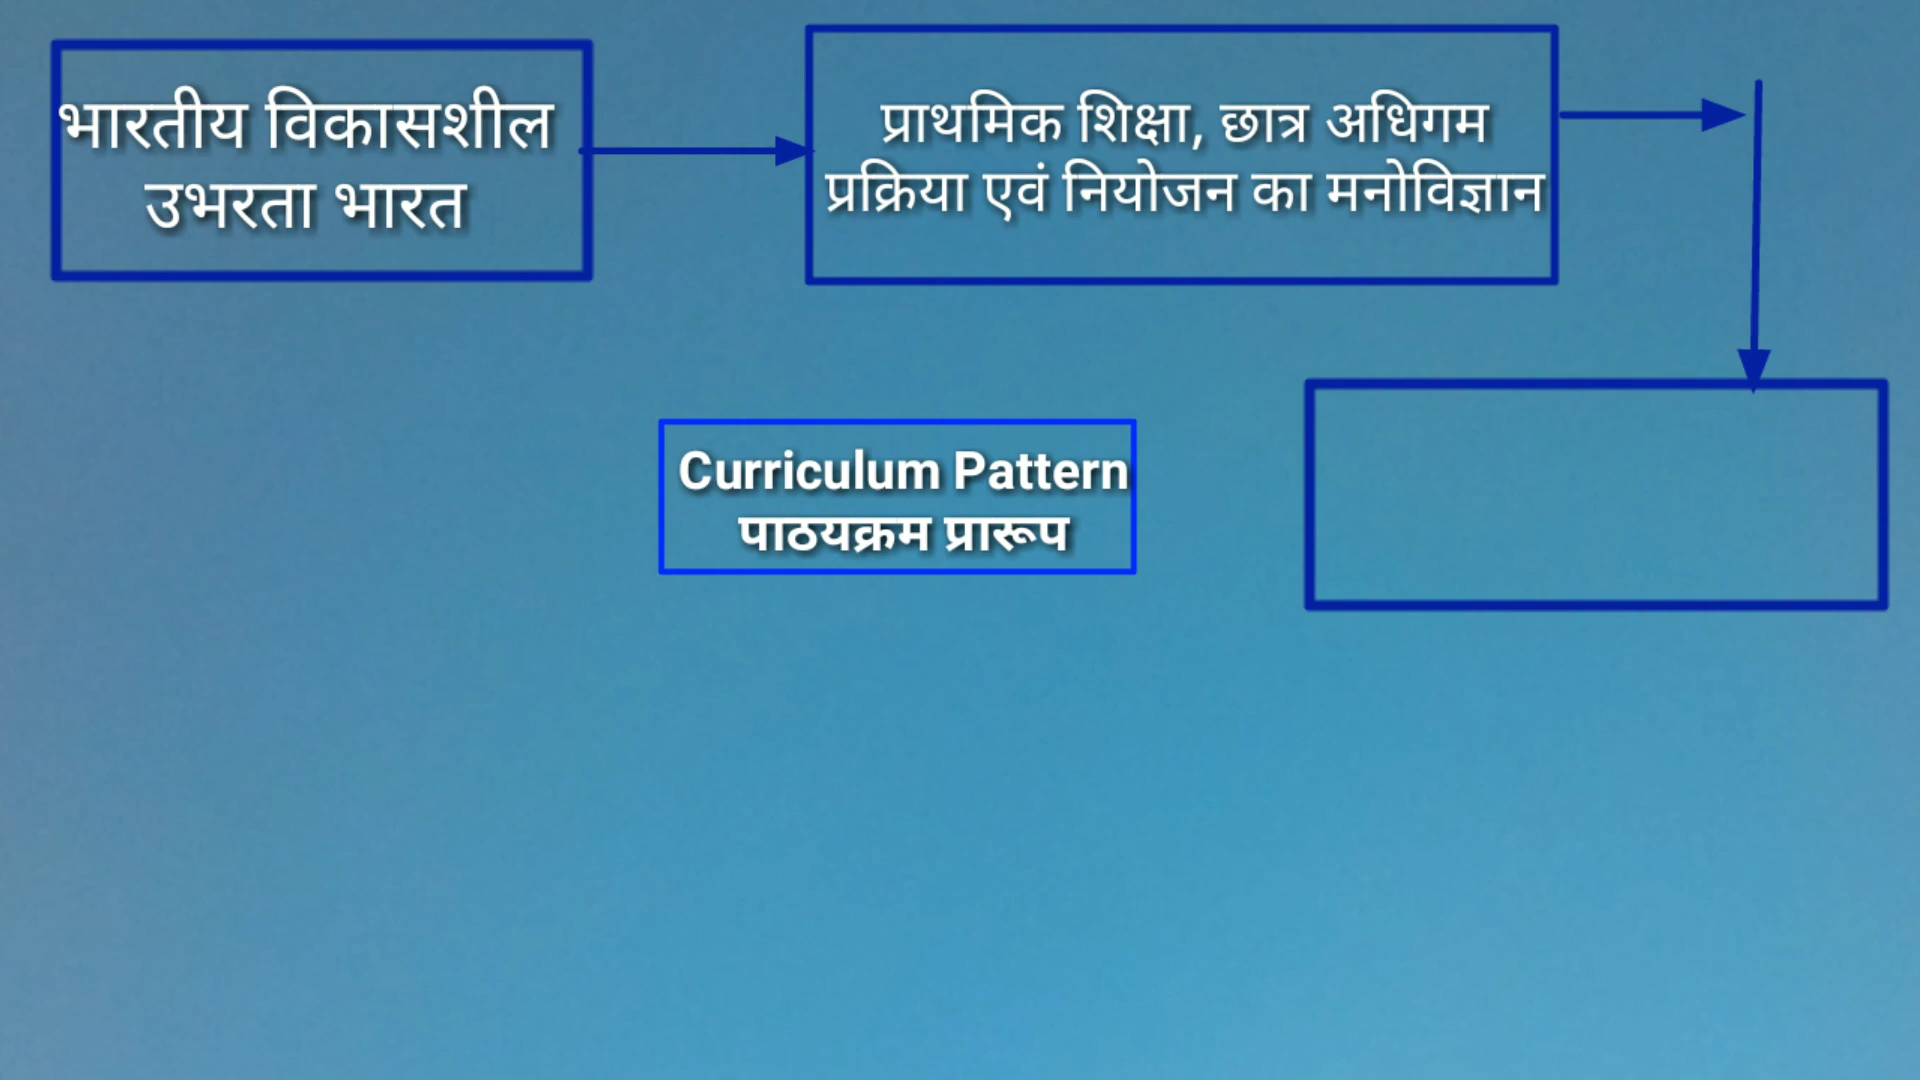 भारतीय विकासशील
उभरता भारत
प्राथमिक शिक्षा, छात्र अधिगम
प्रक्रिया एवं नियोजन का मनोविज्ञान
Curriculum Pattern
पाठयक्रम प्रारूप